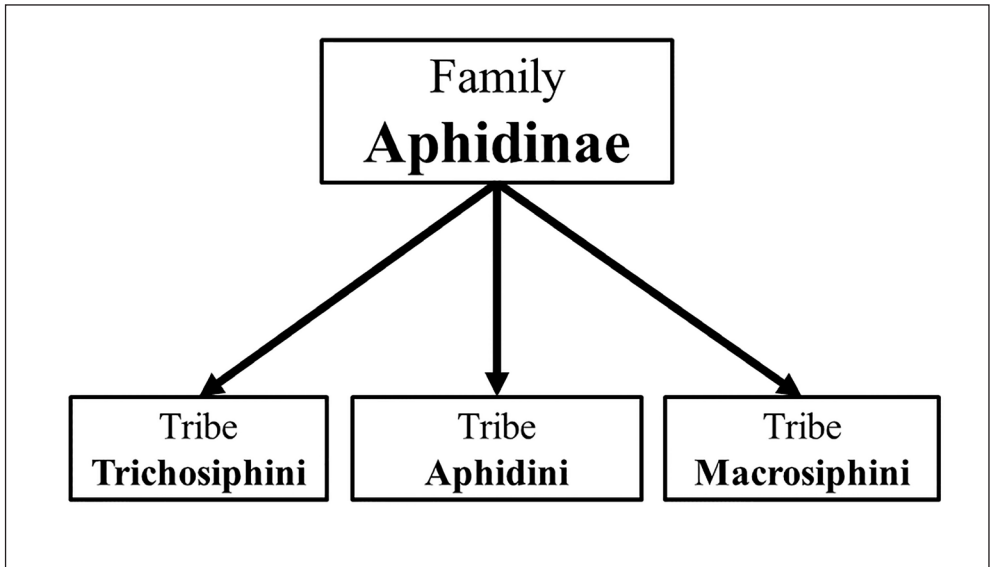 Family
Aphidinae
Tribe
Trichosiphini
Tribe
Aphidini
Tribe
Macrosiphini